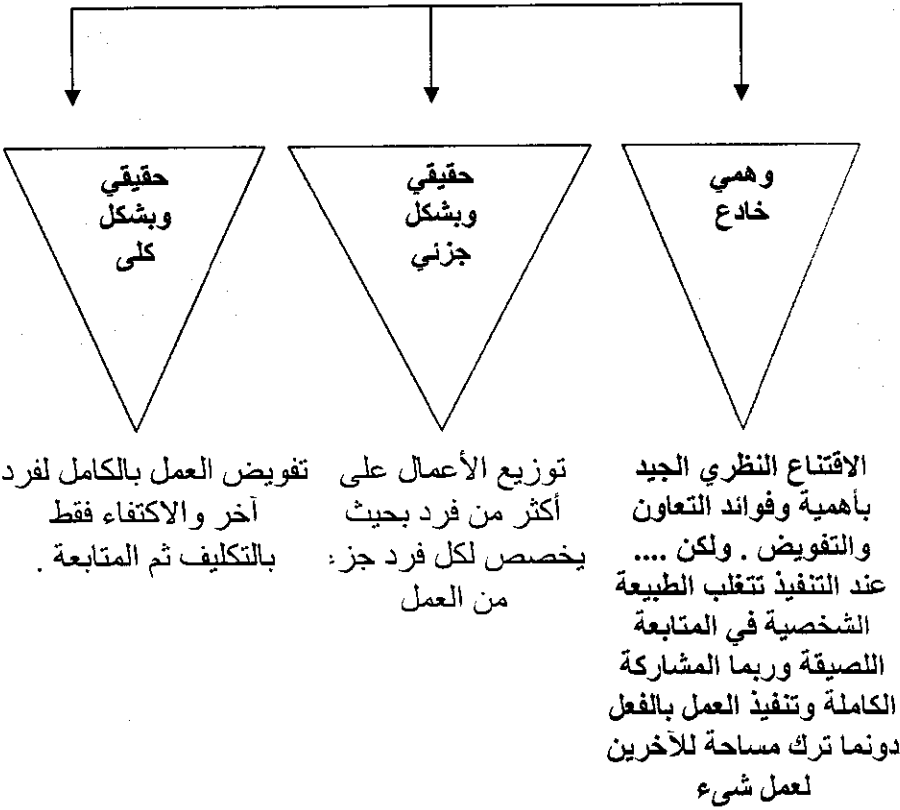 وهمي
خادع
حقيقي
وبشكل
جزئي
حقيقي
وبشكل
كلى
الاقتناع النظري الجيد
بأهمية وفوائد التعاون
والتفويض . ولكن ....
عند التنفيذ تتغلب الطبيعة
الشخصية في المتابعة
اللصيقة وربما المشاركة
الكاملة وتنفيذ العمل بالفعل
دونما ترك مساحة للآخرين
لعمل شىء
توزيع الأعمال على
أكثر من فرد بحيث
يخصص لكل فرد جزء
من العمل
تفويض العمل بالكامل لفرد
آخر والاكتفاء فقط
بالتكليف ثم المتابعة .